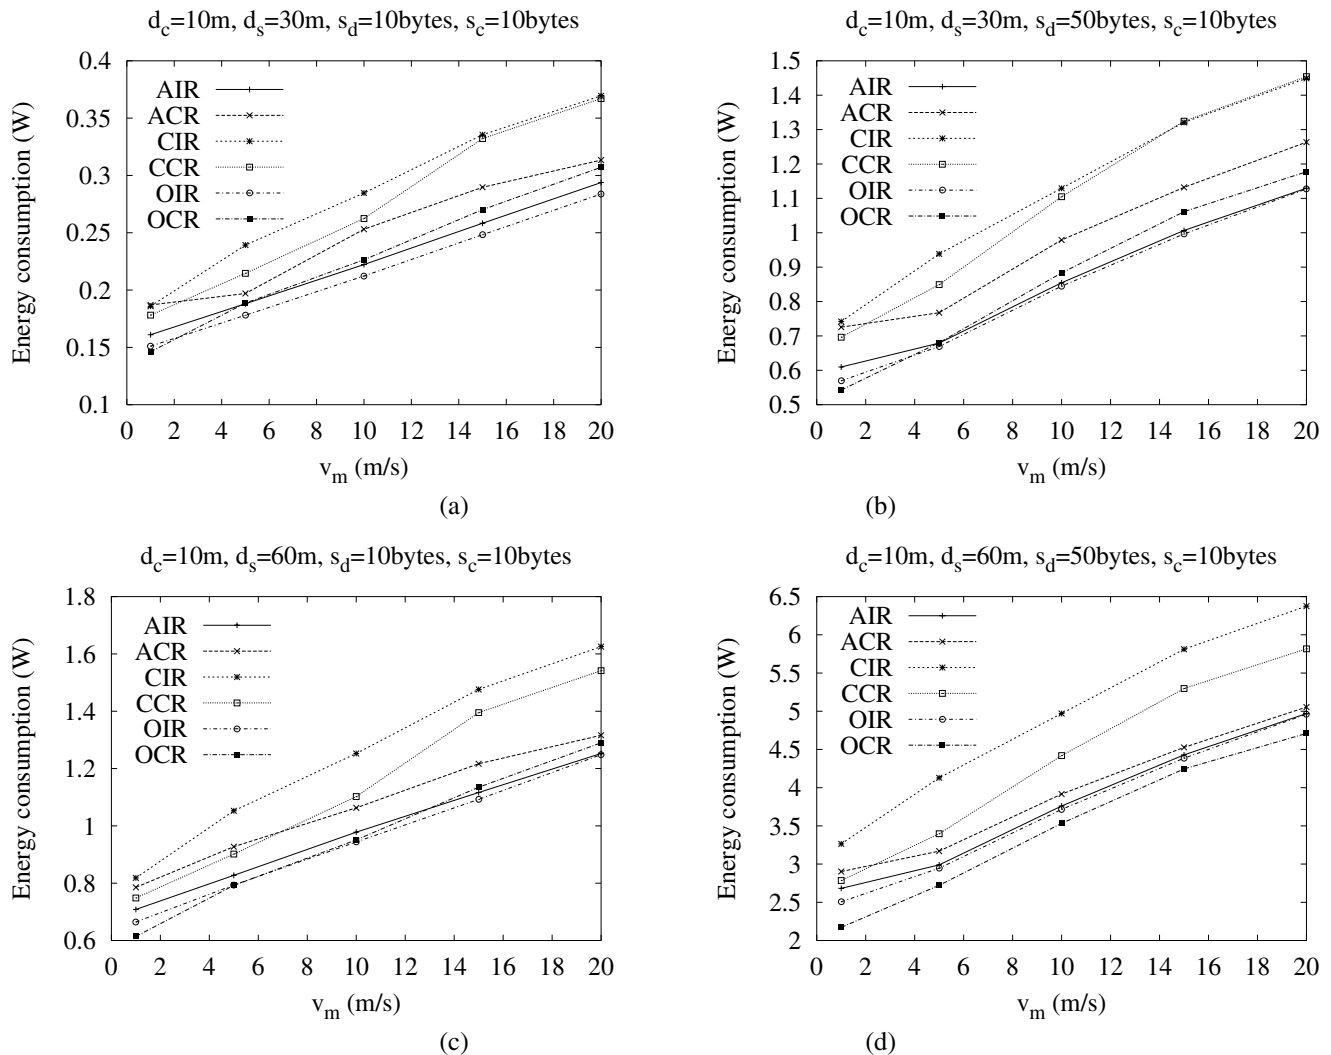 d_c=10m, d_s=30m, s_d=10bytes, s_c=10bytes
0.4
0.35
0.3
0.25
0.2
0.15
0.1
Energy consumption (W)
AIR
ACR
CIR
CCR
OIR
OCR
0 2 4 6 8 10 12 14 16 18 20
v_m (m/s)
(a)
d_c=10m, d_s=30m, s_d=50bytes, s_c=10bytes
1.5
1.4
1.3
1.2
1.1
1
0.9
0.8
0.7
0.6
0.5
Energy consumption (W)
AIR
ACR
CIR
CCR
OIR
OCR
0 2 4 6 8 10 12 14 16 18 20
v_m (m/s)
(b)
d_c=10m, d_s=60m, s_d=10bytes, s_c=10bytes
1.8
1.6
1.4
1.2
1
0.8
0.6
Energy consumption (W)
AIR
ACR
CIR
CCR
OIR
OCR
0 2 4 6 8 10 12 14 16 18 20
v_m (m/s)
(c)
d_c=10m, d_s=60m, s_d=50bytes, s_c=10bytes
6.5
6
5.5
5
4.5
4
3.5
3
2.5
2
Energy consumption (W)
AIR
ACR
CIR
CCR
OIR
OCR
0 2 4 6 8 10 12 14 16 18 20
v_m (m/s)
(d)